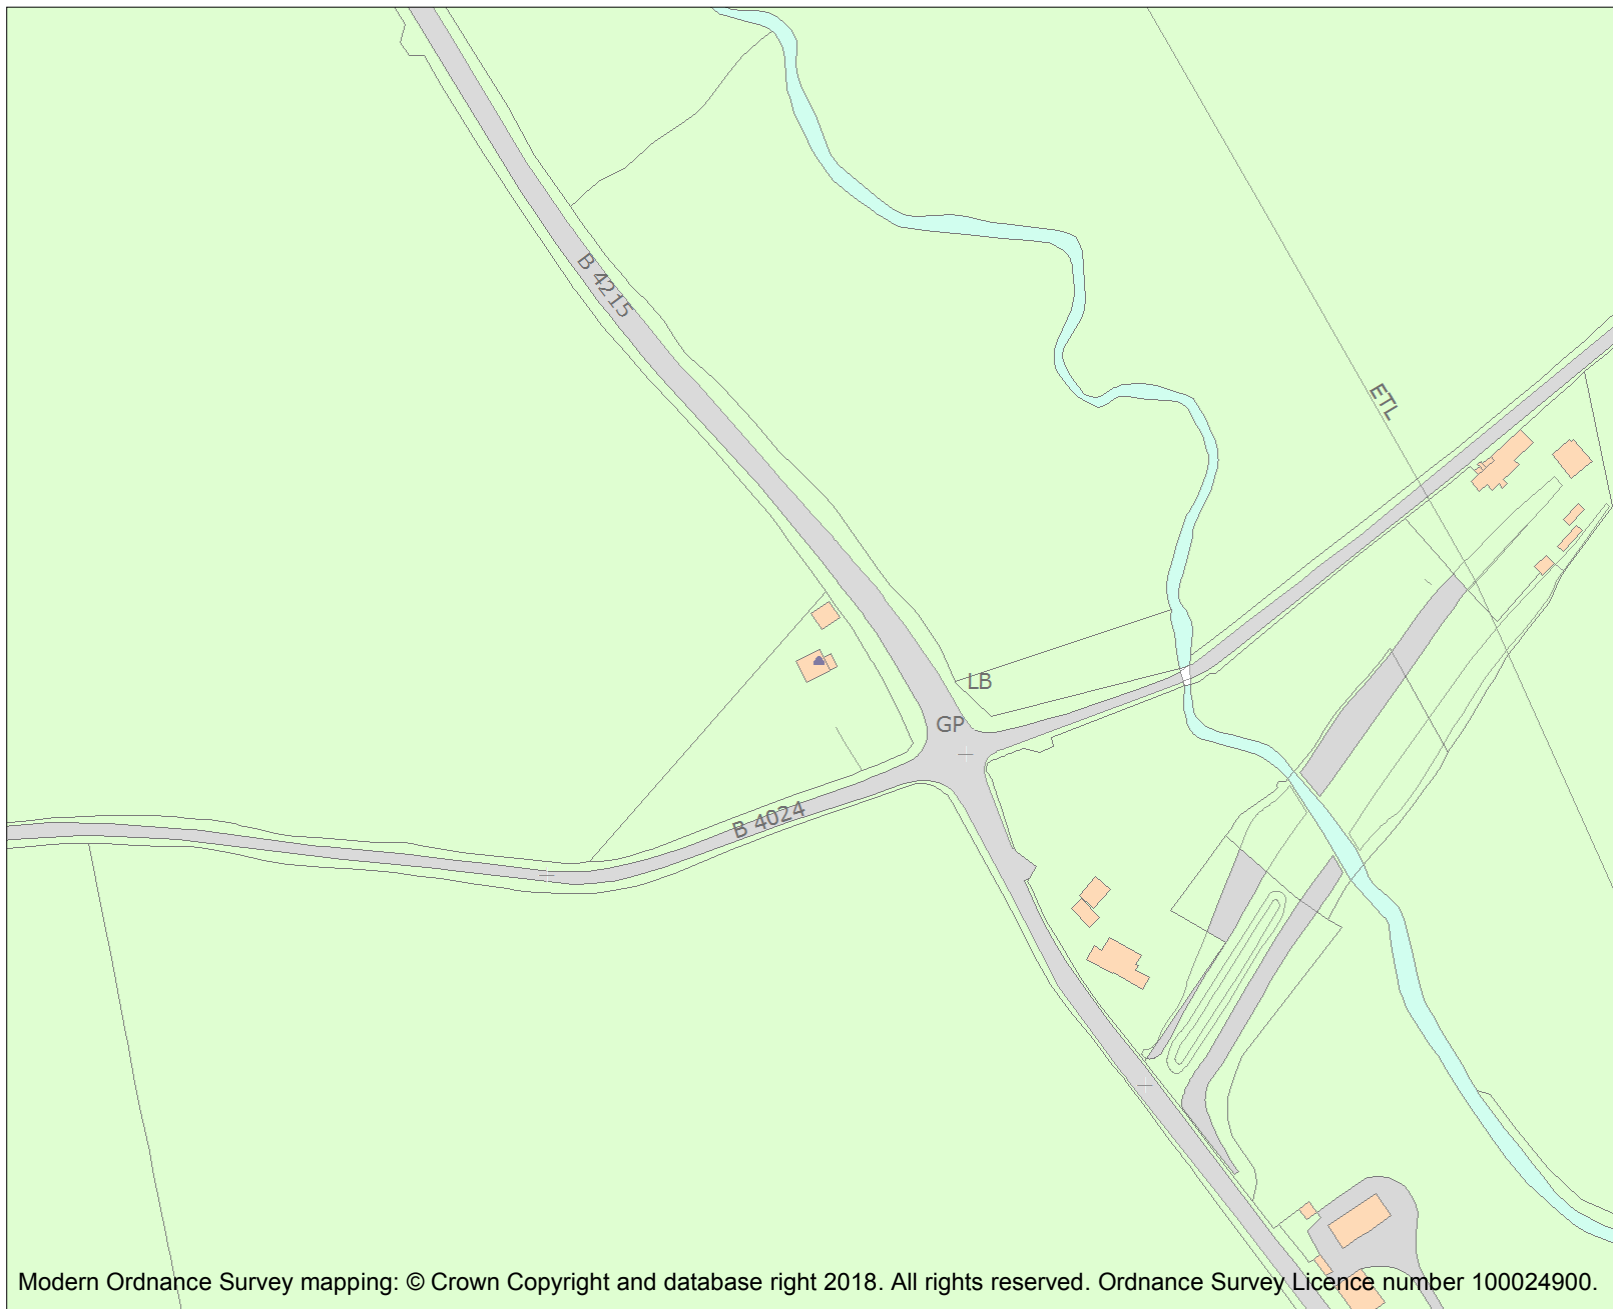 B 4215
ETL
LB
GP
B 4024
Modern Ordnance Survey mapping: © Crown Copyright and database right 2018. All rights reserved. Ordnance Survey Licence number 100024900.